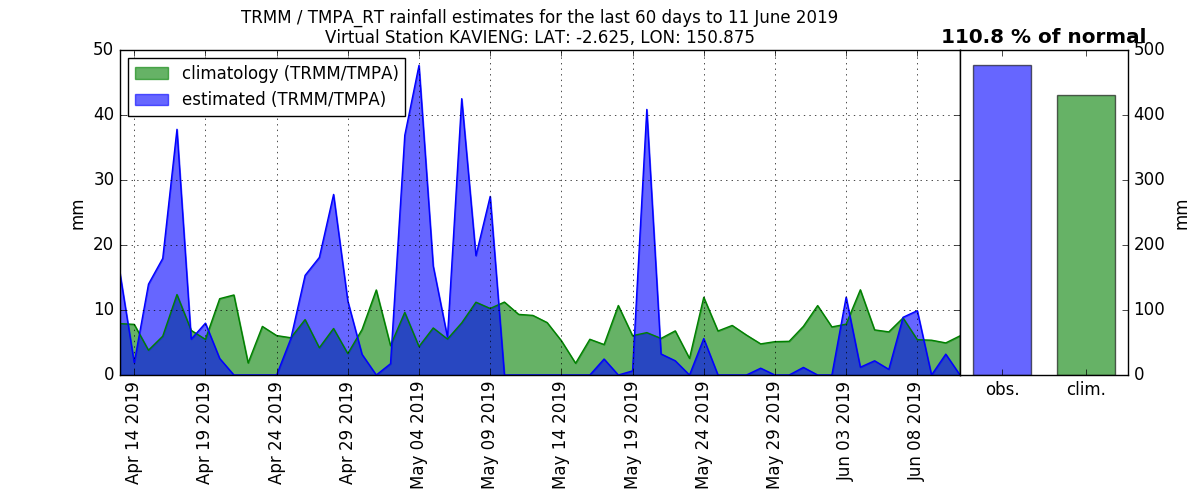 TRMM / TMPA_RT rainfall estimates for the last 60 days to 11 June 2019
Virtual Station KAVIENG: LAT: -2.625, LON: 150.875
110.8 % of normal
climatology (TRMM/TMPA)
estimated (TRMM/TMPA)
50
40
30
20
10
0
mm
Apr 14 2019
Apr 19 2019
Apr 24 2019
Apr 29 2019
May 04 2019
May 09 2019
May 14 2019
May 19 2019
May 24 2019
May 29 2019
Jun 03 2019
Jun 08 2019
obs.
clim.
500
400
300
200
100
0
mm